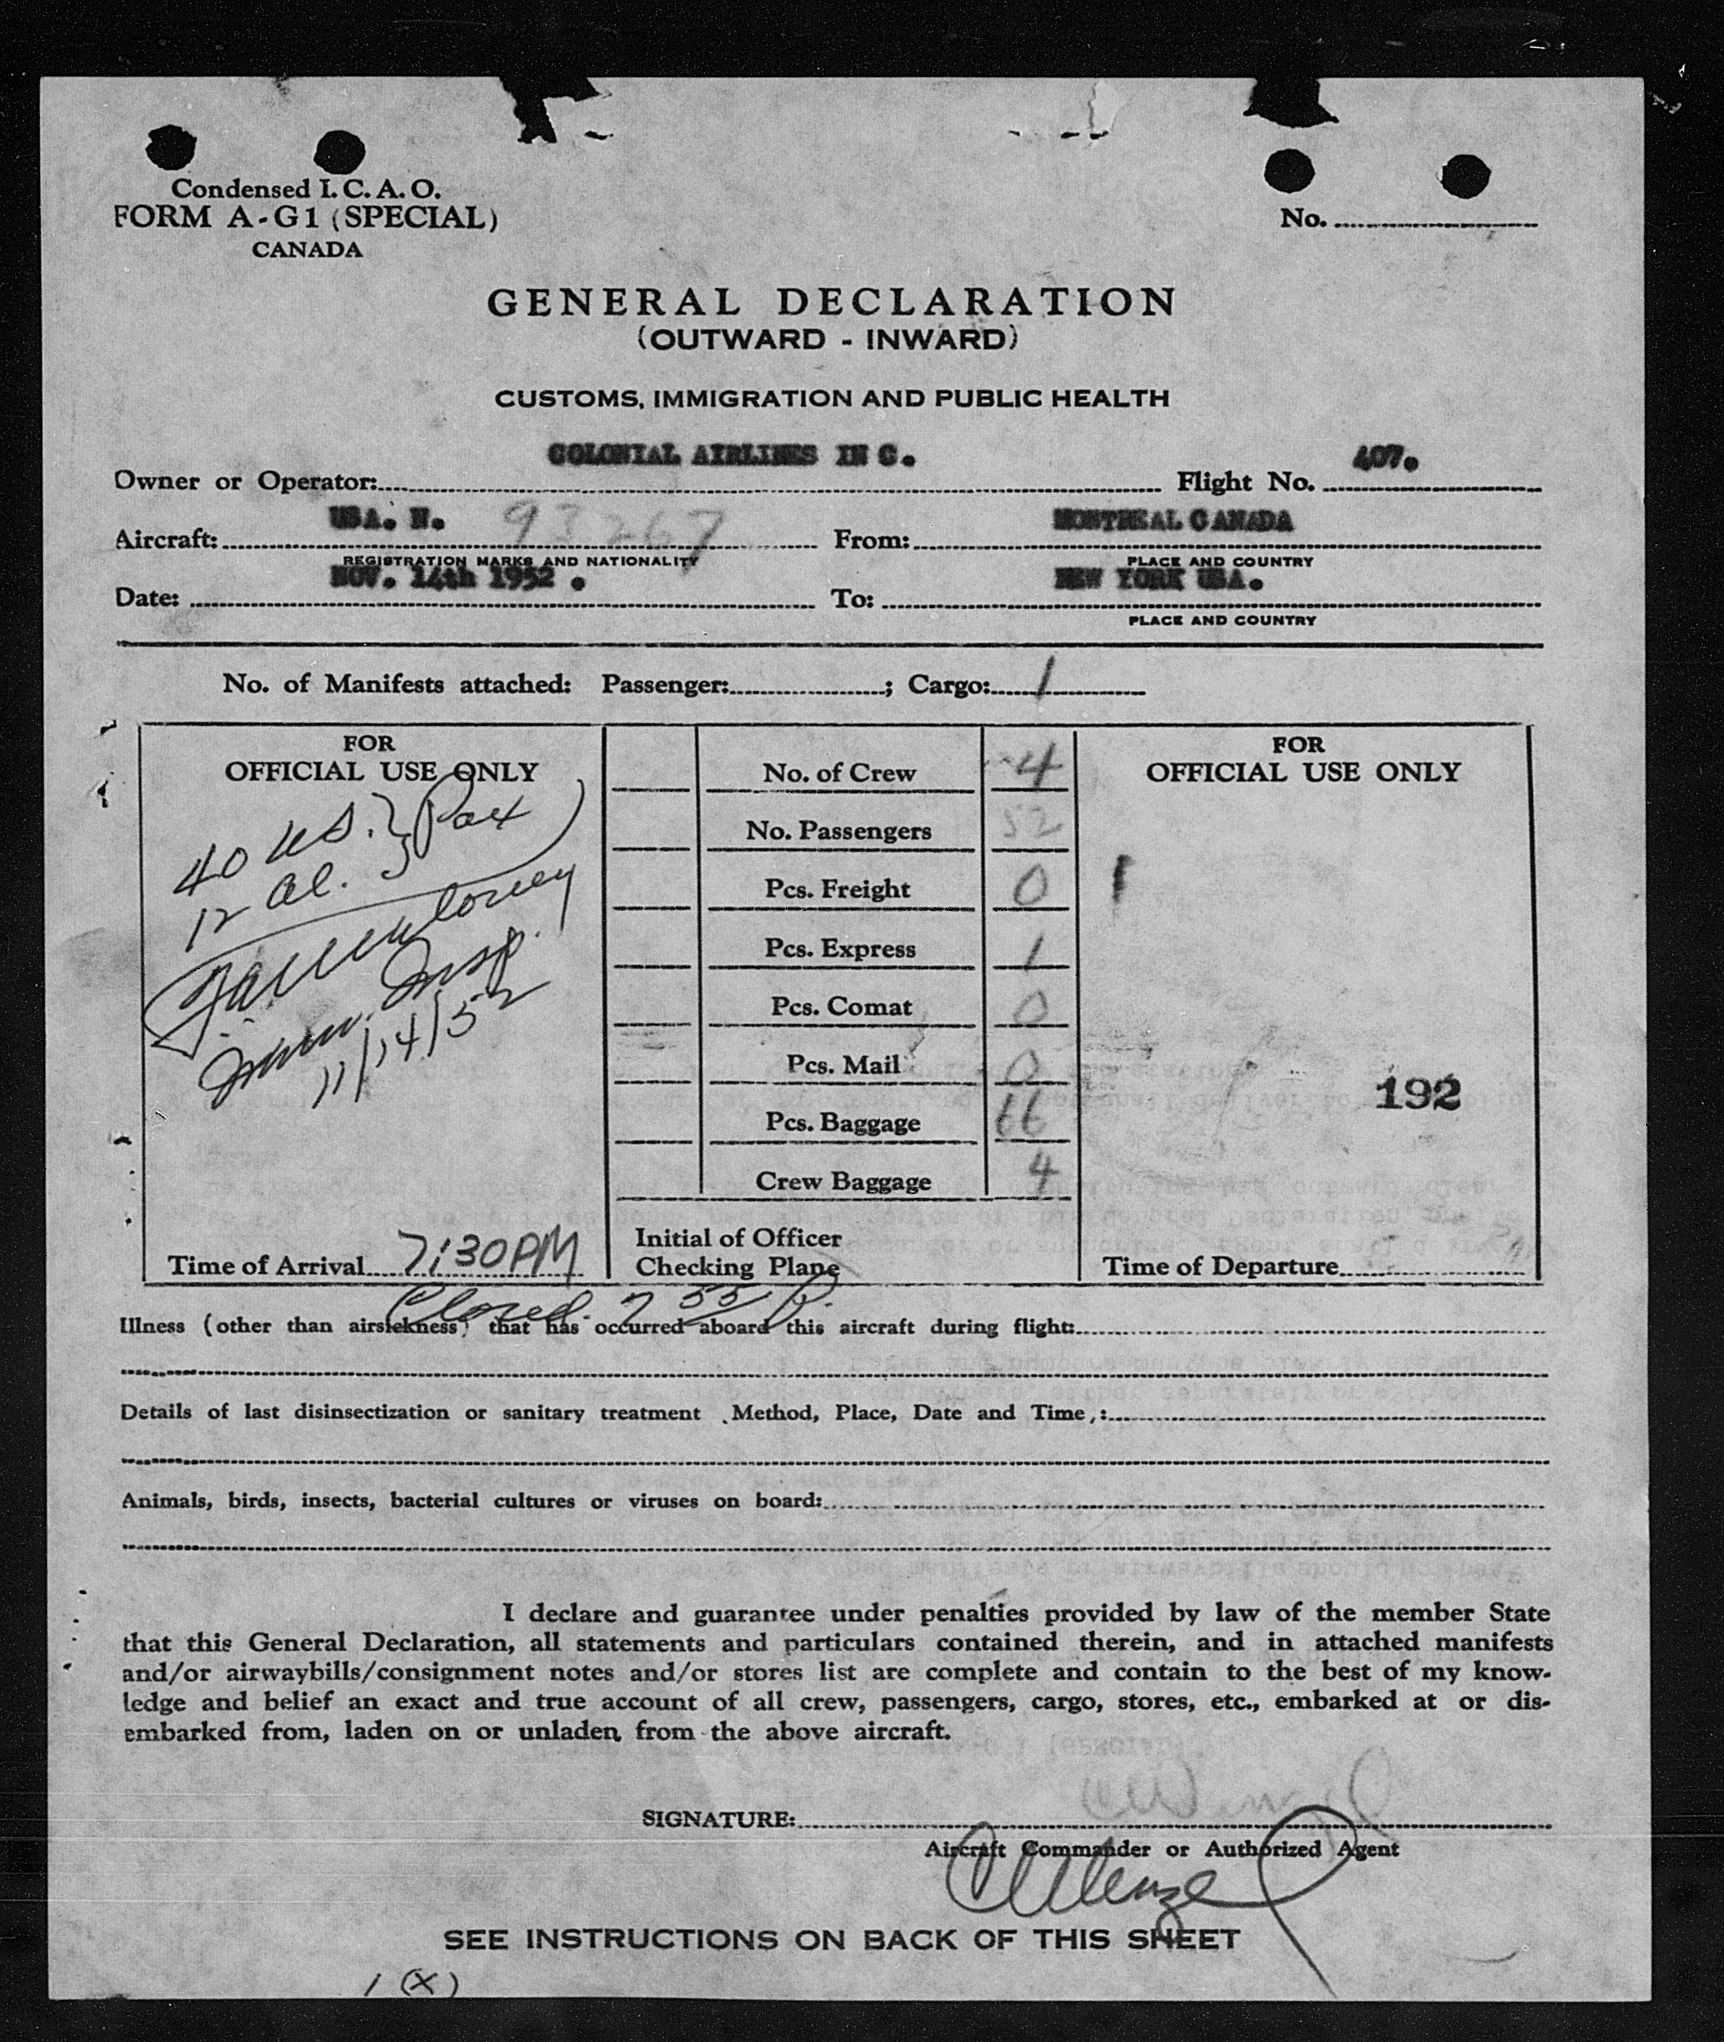 Condensed I. C. A. O.
FORM A-G1 (SPECIAL)
CANADA
No.
GENERAL DECLARATION
(OUTWARD - INWARD)
CUSTOMS, IMMIGRATION AND PUBLIC HEALTH
Owner or Operator: COLONIAL AIRLINES IN C. Flight No. 407.
Aircraft: USA. N. 93267 From: MONTREAL CANADA
REGISTRATION MARKS AND NATIONALITY PLACE AND COUNTRY
Date: NOV. 14th 1952 . To: NEW YORK USA.
PLACE AND COUNTRY
No. of Manifests attached: Passenger: ; Cargo: 1
FOR
OFFICIAL USE ONLY
40 US. } Pax
12 al.
Imm. Insp.
11/14/52
Time of Arrival 7:30PM
No. of Crew 4
No. Passengers 52
Pcs. Freight 0
Pcs. Express 1
Pcs. Comat 0
Pcs. Mail 0
Pcs. Baggage 66
Crew Baggage 4
Initial of Officer
Checking Plane
FOR
OFFICIAL USE ONLY
1
192
Time of Departure
Closed 7 55 P.
Illness (other than airsickness) that has occurred aboard this aircraft during flight:
Details of last disinsectization or sanitary treatment Method, Place, Date and Time,:
Animals, birds, insects, bacterial cultures or viruses on board:
I declare and guarantee under penalties provided by law of the member State
that this General Declaration, all statements and particulars contained therein, and in attached manifests
and/or airwaybills/consignment notes and/or stores list are complete and contain to the best of my know-
ledge and belief an exact and true account of all crew, passengers, cargo, stores, etc., embarked at or dis-
embarked from, laden on or unladen from the above aircraft.
SIGNATURE:
Aircraft Commander or Authorized Agent
SEE INSTRUCTIONS ON BACK OF THIS SHEET
1 (X)